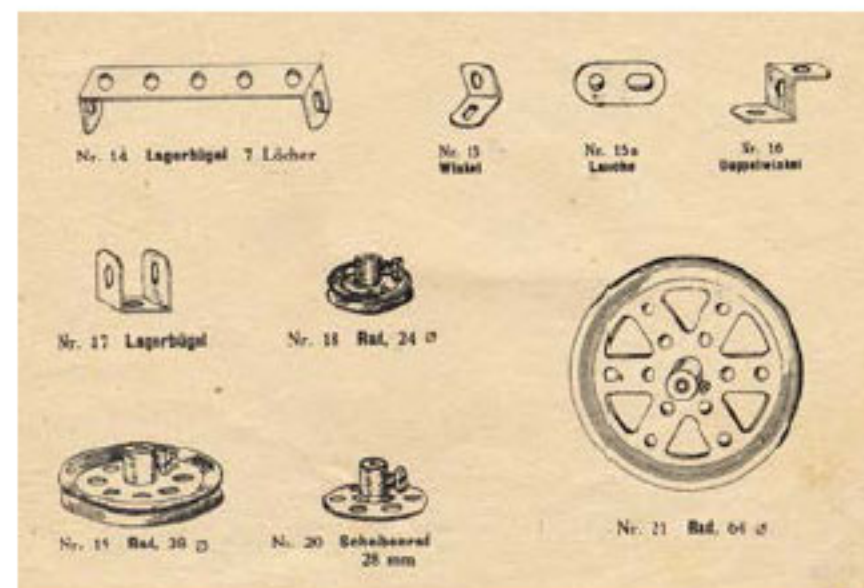 Nr. 14 Lagerbügel 7 Löcher
Nr. 15
Winkel
Nr. 15a
Lasche
Nr. 16
Doppelwinkel
Nr. 17 Lagerbügel
Nr. 18 Rad, 24 ∅
Nr. 21 Rad, 64 ∅
Nr. 19 Rad, 38 ∅
Nr. 20 Scheibenrad
28 mm